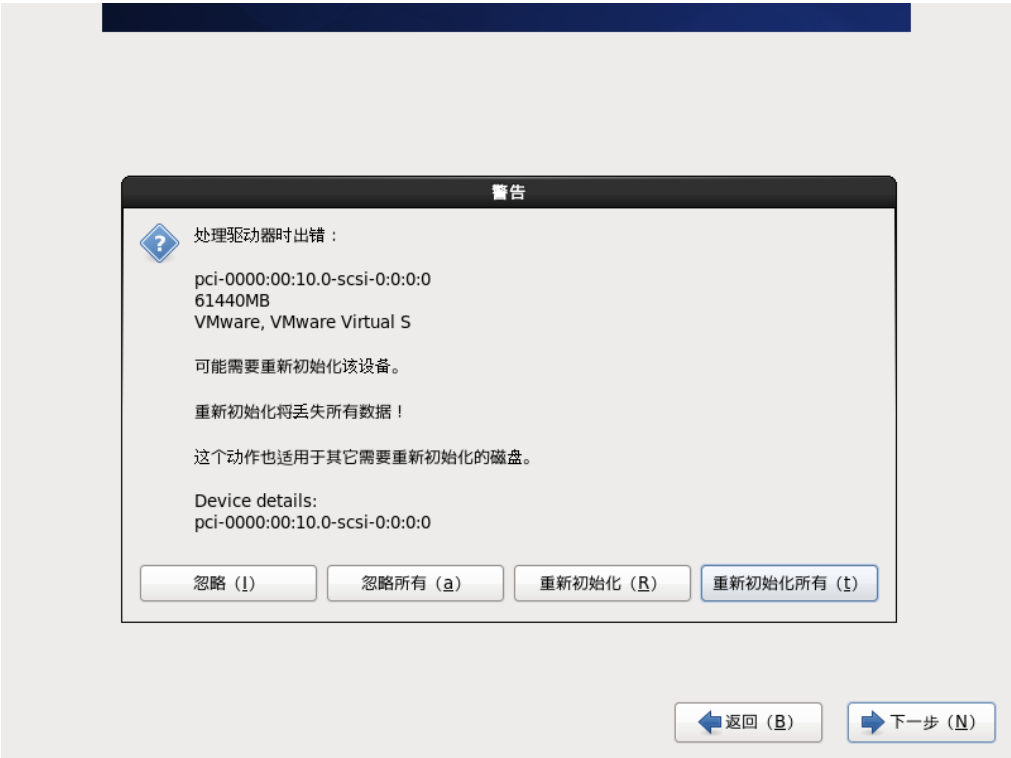 警告
处理驱动器时出错：
pci-0000:00:10.0-scsi-0:0:0:0
61440MB
VMware, VMware Virtual S
可能需要重新初始化该设备。
重新初始化将丢失所有数据！
这个动作也适用于其它需要重新初始化的磁盘。
Device details:
pci-0000:00:10.0-scsi-0:0:0:0
忽略（I） 忽略所有（a） 重新初始化（R） 重新初始化所有（t）
返回（B） 下一步（N）